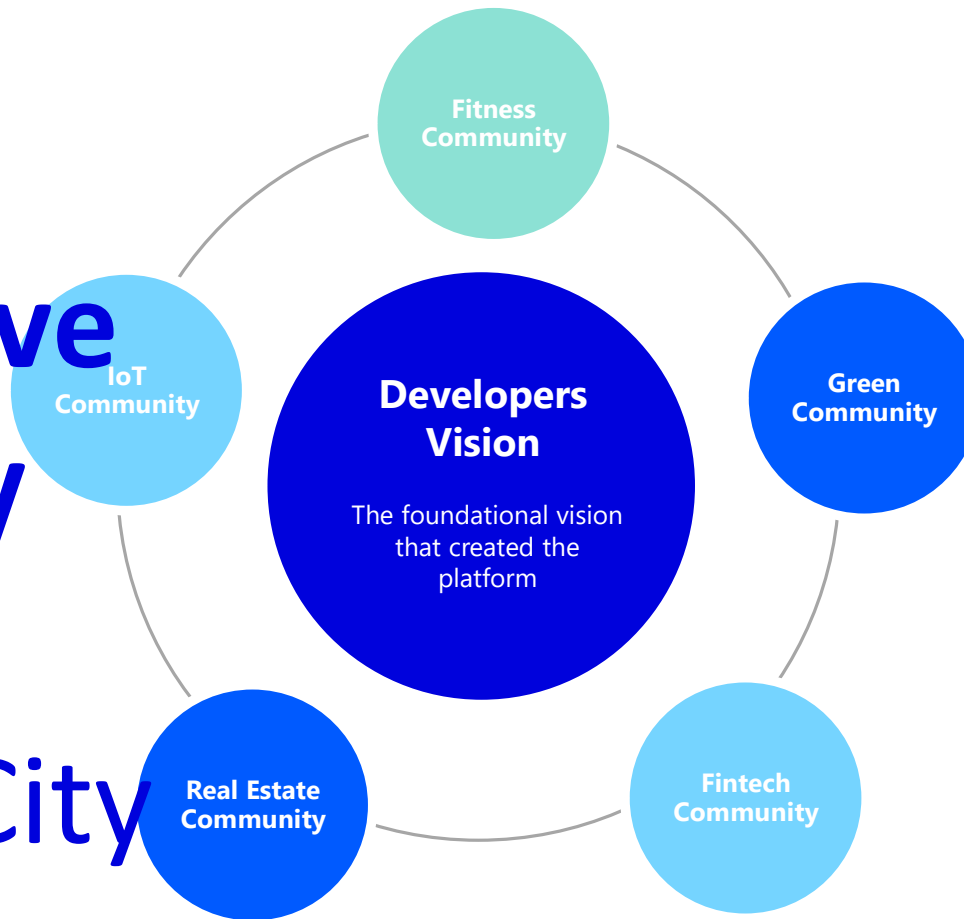 Fitness
Community
IoT
Community
Green
Community
Developers
Vision
The foundational vision
that created the
platform
Real Estate
Community
Fintech
Community
City